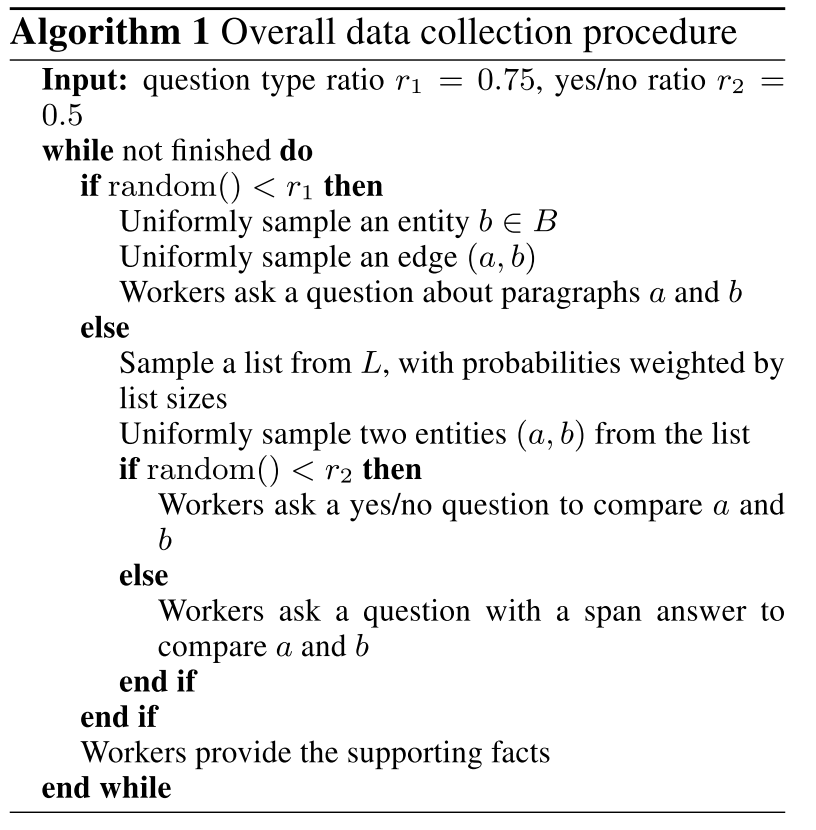 Algorithm 1 Overall data collection procedure
Input: question type ratio r₁ = 0.75, yes/no ratio r₂ =
0.5
while not finished do
if random() < r₁ then
Uniformly sample an entity b ∈ B
Uniformly sample an edge (a, b)
Workers ask a question about paragraphs a and b
else
Sample a list from L, with probabilities weighted by
list sizes
Uniformly sample two entities (a, b) from the list
if random() < r₂ then
Workers ask a yes/no question to compare a and
b
else
Workers ask a question with a span answer to
compare a and b
end if
end if
Workers provide the supporting facts
end while